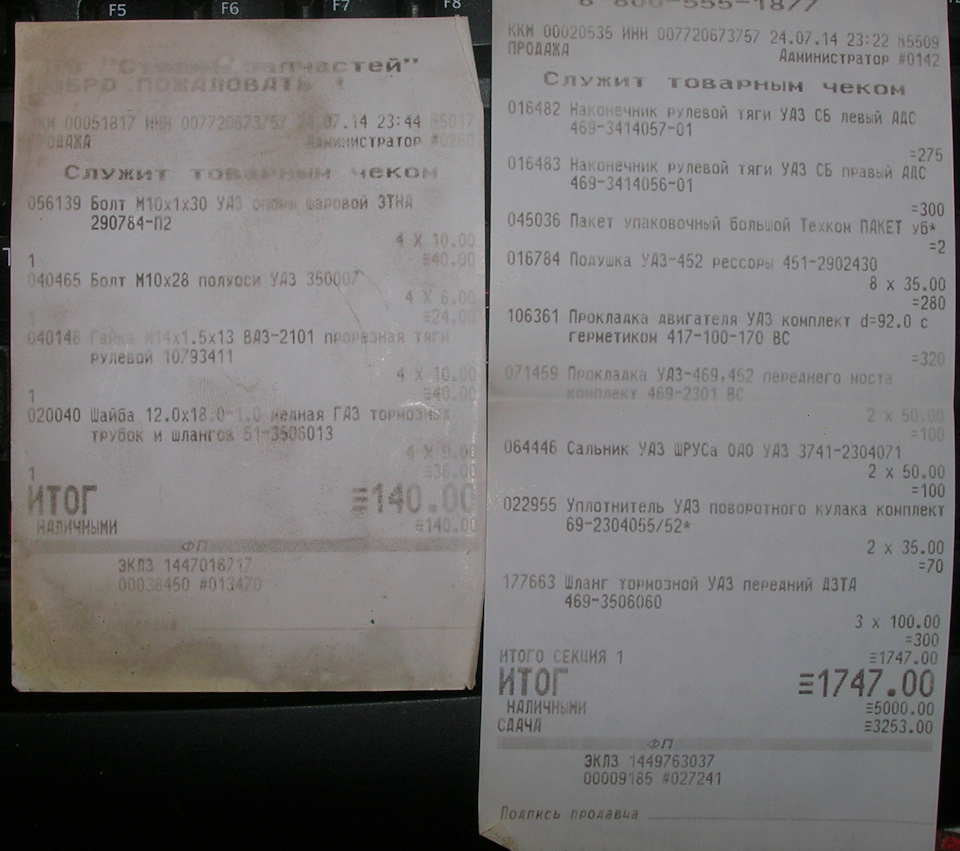 F5
F6
F7
F8
запчастей"
ДОБРО ПОЖАЛОВАТЬ !
ККМ 00051817 ИНН 007720673757 24.07.14 23:44
ПРОДАЖА Администратор
Служит товарным чеком
056139 Болт М10х1х30 УАЗ опоры фаровой ЭТНА
290784-П2
4 X 10.00
1 ≡40.00
040465 Болт М10х28 полуоси УАЗ 350007
4 X 6.00
1 ≡24.00
040148 Гайка М14х1.5х13 ВАЗ-2101 прорезная тяги
рулевой 10793411
4 X 10.00
1 ≡40.00
020040 Шайба 12.0х18.0-1.0 медная ГАЗ тормозных
трубок и шлангов 51-3506013
4 X 9.00
1 ≡36.00
ИТОГ ≡140.00
НАЛИЧНЫМИ ≡140.00
ФП
ЭКЛЗ 1447016717
00038450 #013470
8 800-555-1877
ККМ 00020535 ИНН 007720673757 24.07.14 23:22 №5509
ПРОДАЖА Администратор #0142
Служит товарным чеком
016482 Наконечник рулевой тяги УАЗ СБ левый АДС
469-3414057-01
=275
016483 Наконечник рулевой тяги УАЗ СБ правый АДС
469-3414056-01
=300
045036 Пакет упаковочный большой Техком ПАКЕТ уб*
=2
016784 Подушка УАЗ-452 рессоры 451-2902430
8 x 35.00
=280
106361 Прокладка двигателя УАЗ комплект d=92.0 с
герметиком 417-100-170 ВС
=320
071459 Прокладка УАЗ-469,452 переднего моста
комплект 469-2301 ВС
2 x 50.00
=100
064446 Сальник УАЗ ШРУСа ОАО УАЗ 3741-2304071
2 x 50.00
=100
022955 Уплотнитель УАЗ поворотного кулака комплект
69-2304055/52*
2 x 35.00
=70
177663 Шланг тормозной УАЗ передний ДЗТА
469-3506060
3 x 100.00
=300
ИТОГО СЕКЦИЯ 1 ≡1747.00
ИТОГ ≡1747.00
НАЛИЧНЫМИ ≡5000.00
СДАЧА ≡3253.00
ФП
ЭКЛЗ 1449763037
00009185 #027241
Подпись продавца